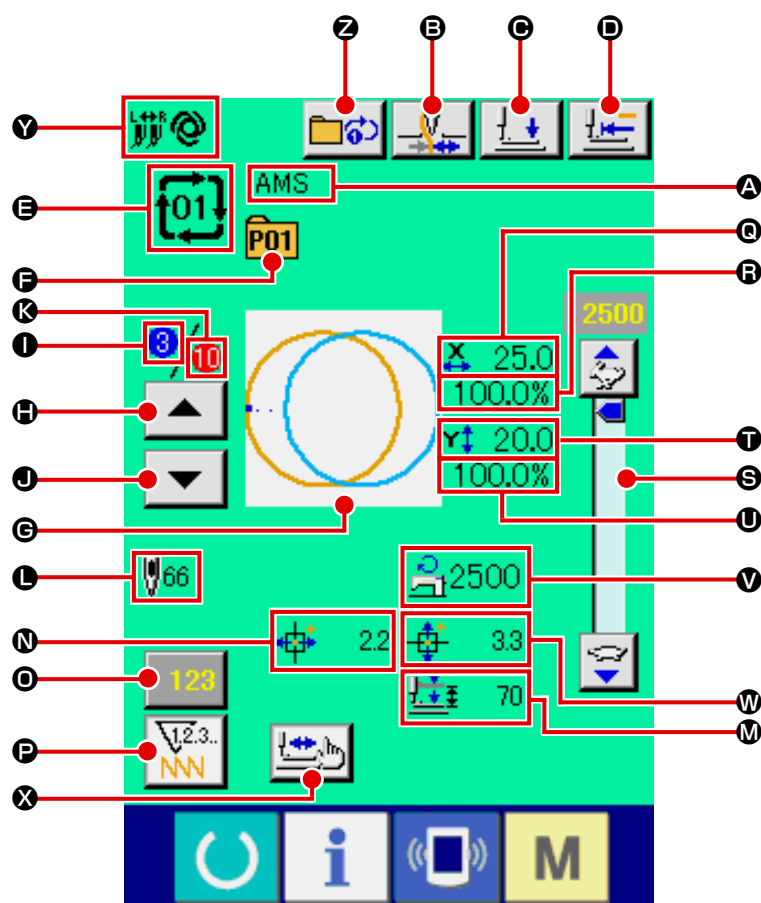 Z B C D
Y L R
AMS A
E 01
F P01
Q
R
K
I 3 / 10 2500
X 25.0
H 100.0%
Y 20.0 T
J 100.0% S
G U
L 66 2500 V
N 2.2 3.3
O 123 W
70 M
P 1.2.3..
X
i M